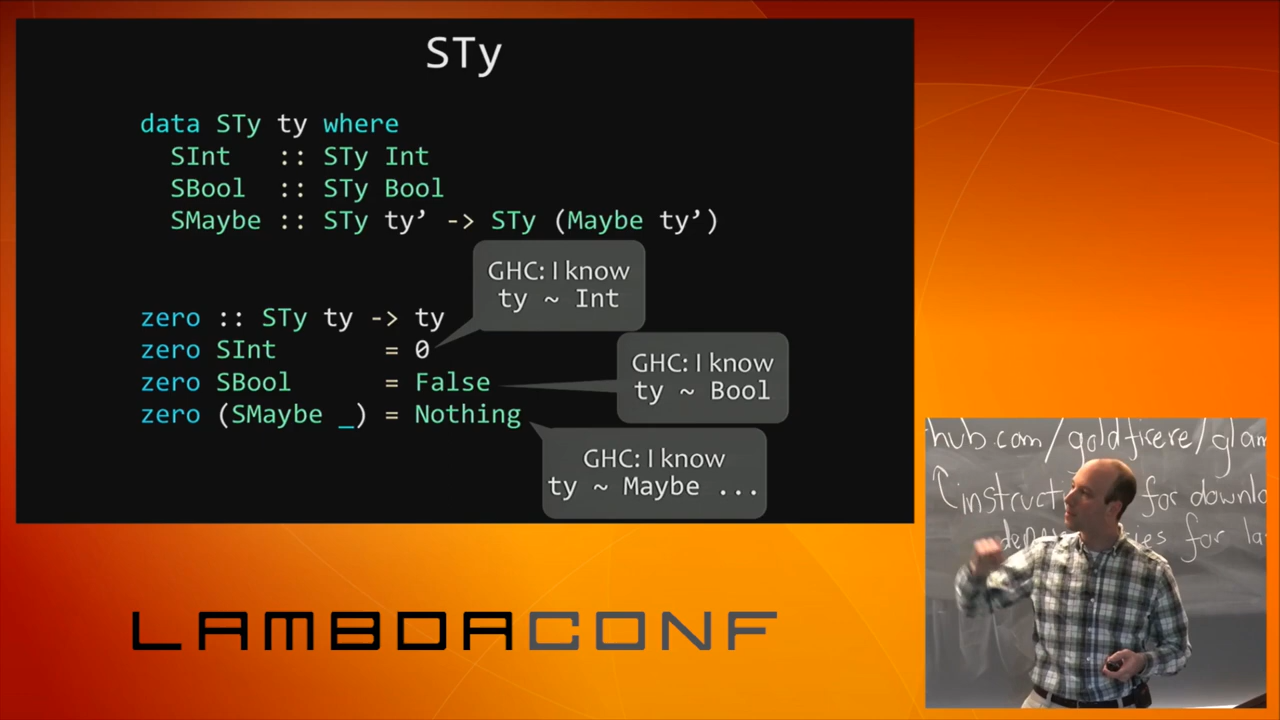 STy
data STy ty where
SInt :: STy Int
SBool :: STy Bool
SMaybe :: STy ty’ -> STy (Maybe ty’)
GHC: I know
ty ~ Int
zero :: STy ty -> ty
zero SInt = 0
zero SBool = False
zero (SMaybe _) = Nothing
GHC: I know
ty ~ Bool
GHC: I know
ty ~ Maybe ...
hub.com/goldfirere/glam
for downlo
for la
LAMBDACONF